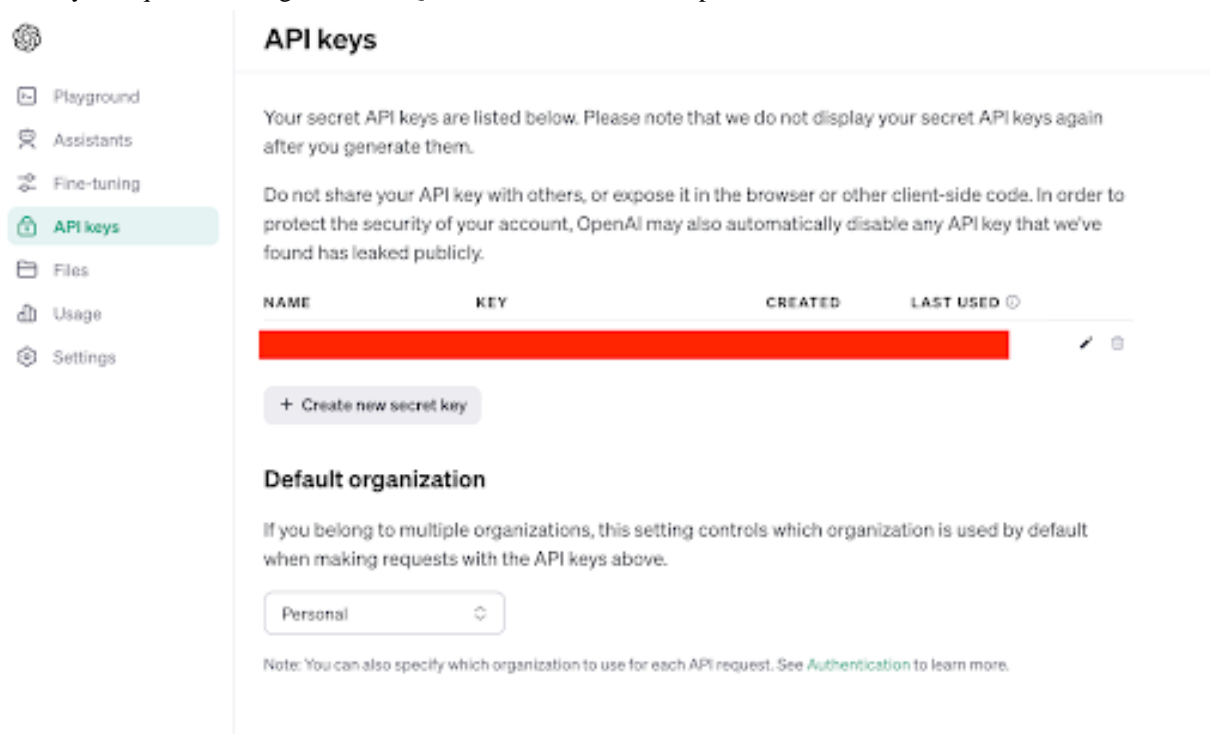 API keys
Playground
Assistants
Fine-tuning
API keys
Files
Usage
Settings
Your secret API keys are listed below. Please note that we do not display your secret API keys again
after you generate them.
Do not share your API key with others, or expose it in the browser or other client-side code. In order to
protect the security of your account, OpenAI may also automatically disable any API key that we've
found has leaked publicly.
NAME KEY CREATED LAST USED
+ Create new secret key
Default organization
If you belong to multiple organizations, this setting controls which organization is used by default
when making requests with the API keys above.
Personal
Note: You can also specify which organization to use for each API request. See Authentication to learn more.